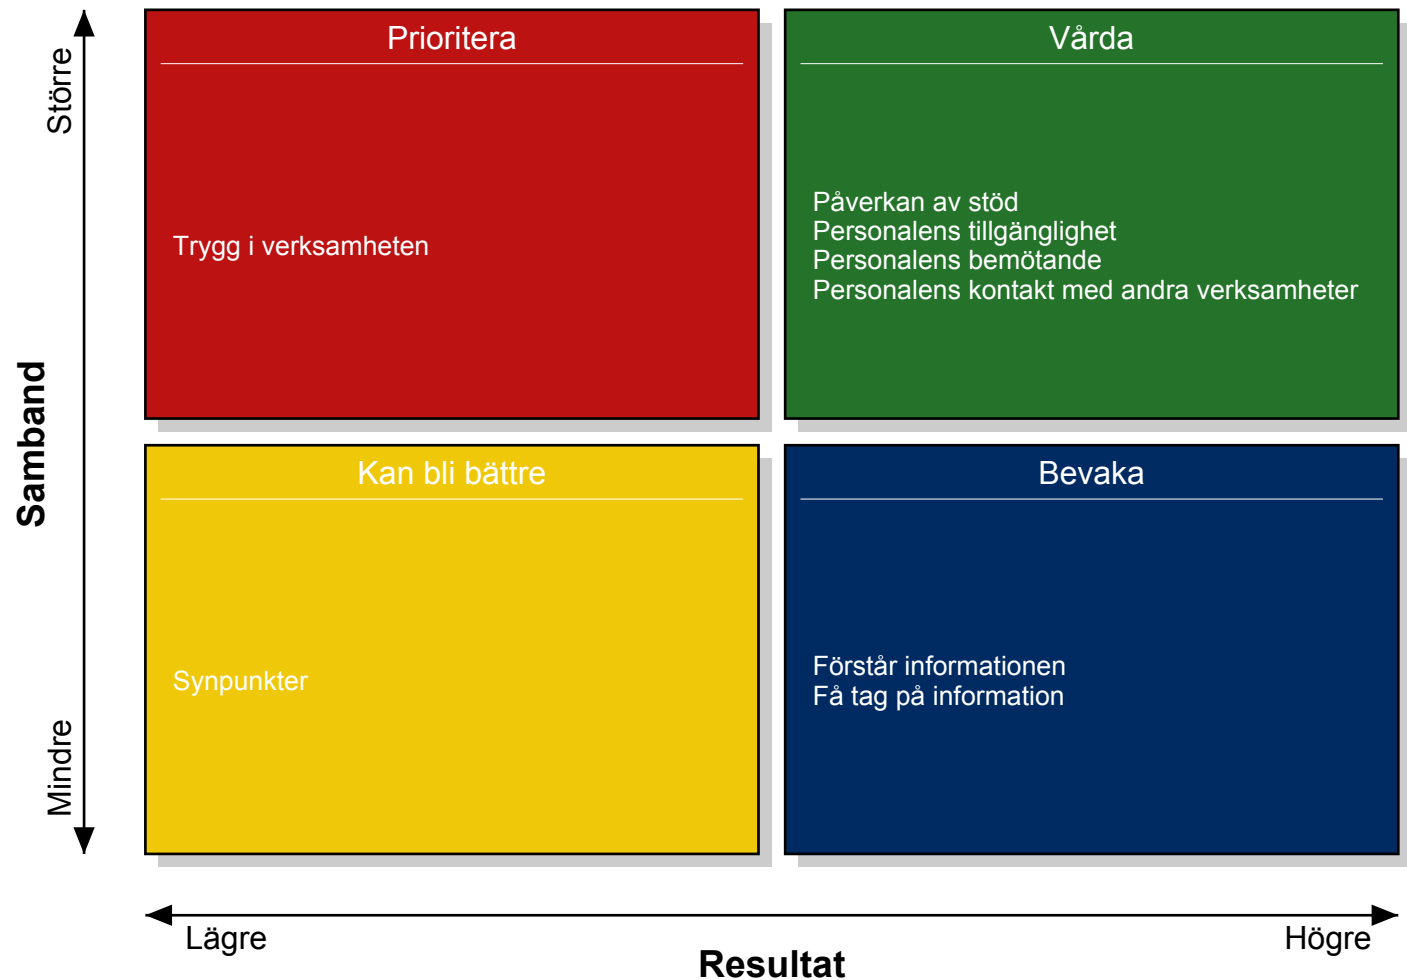 Större
Samband
Mindre
Prioritera
Trygg i verksamheten
Vårda
Påverkan av stöd
Personalens tillgänglighet
Personalens bemötande
Personalens kontakt med andra verksamheter
Kan bli bättre
Synpunkter
Bevaka
Förstår informationen
Få tag på information
Lägre
Resultat
Högre